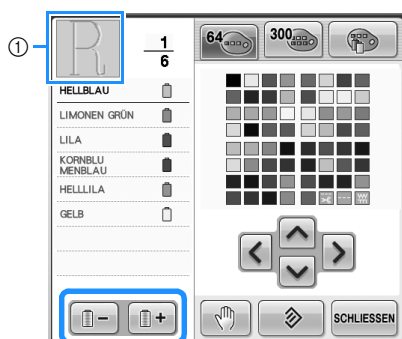 ①
R
1
6
64
300
HELLBLAU
LIMONEN GRÜN
LILA
KORNBLU
MENBLAU
HELLLILA
GELB
SCHLIESSEN